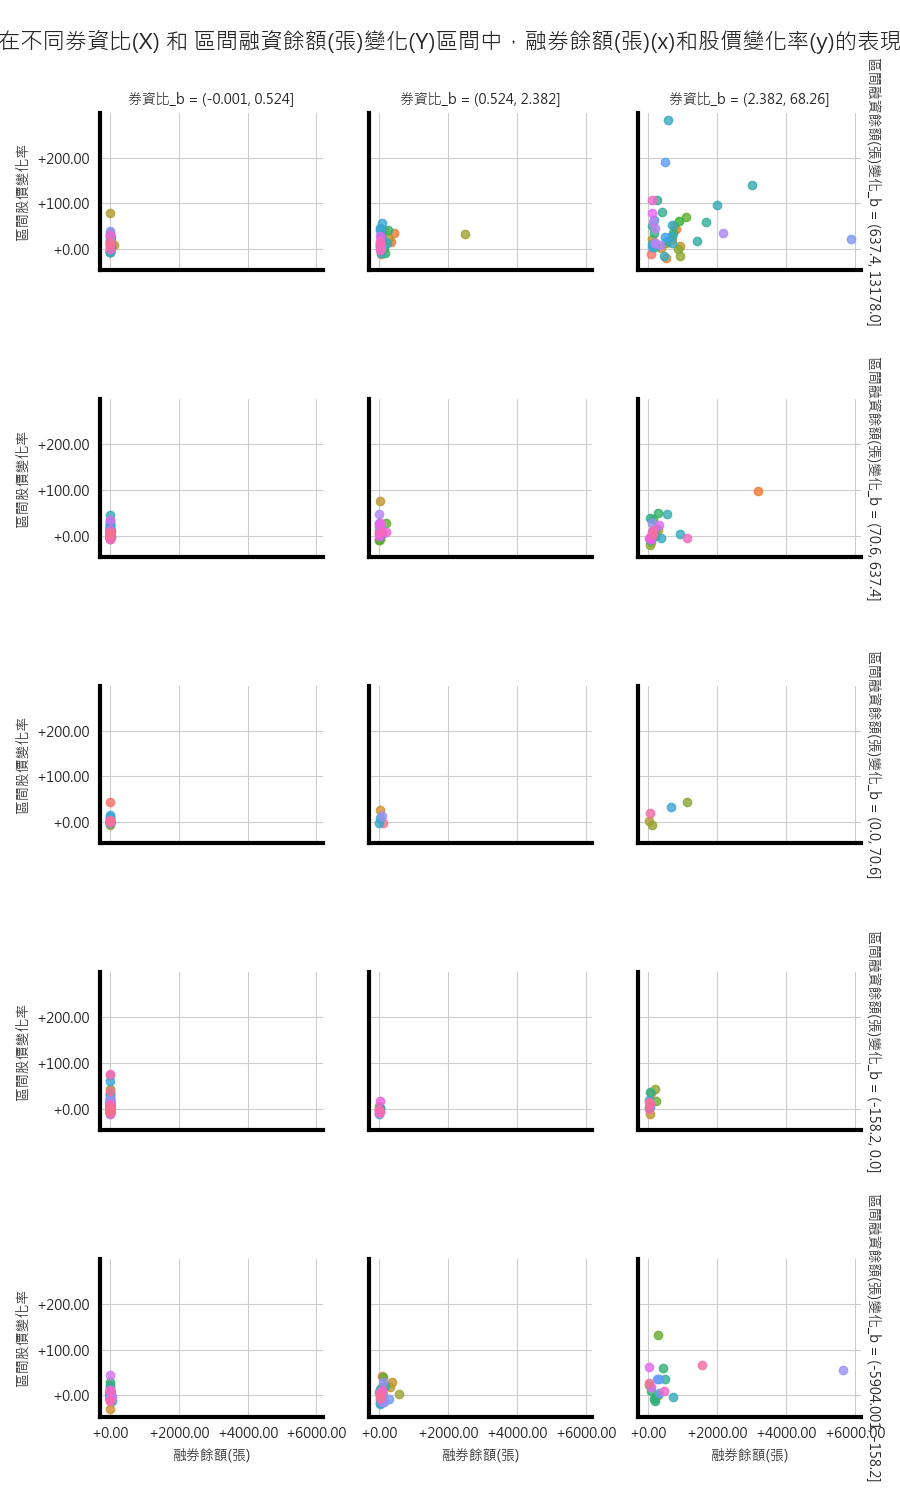 在不同券資比(X) 和 區間融資餘額(張)變化(Y)區間中，融券餘額(張)(x)和股價變化率(y)的表現
券資比_b = (-0.001, 0.524]
券資比_b = (0.524, 2.382]
券資比_b = (2.382, 68.26]
區間股價變化率
+200.00
+100.00
+0.00
區間融資餘額(張)變化_b = (637.4, 13178.0]
區間股價變化率
+200.00
+100.00
+0.00
區間融資餘額(張)變化_b = (70.6, 637.4]
區間股價變化率
+200.00
+100.00
+0.00
區間融資餘額(張)變化_b = (0.0, 70.6]
區間股價變化率
+200.00
+100.00
+0.00
區間融資餘額(張)變化_b = (-158.2, 0.0]
區間股價變化率
+200.00
+100.00
+0.00
區間融資餘額(張)變化_b = (-5904.001, -158.2]
+0.00 +2000.00 +4000.00 +6000.00
+0.00 +2000.00 +4000.00 +6000.00
+0.00 +2000.00 +4000.00 +6000.00
融券餘額(張)
融券餘額(張)
融券餘額(張)